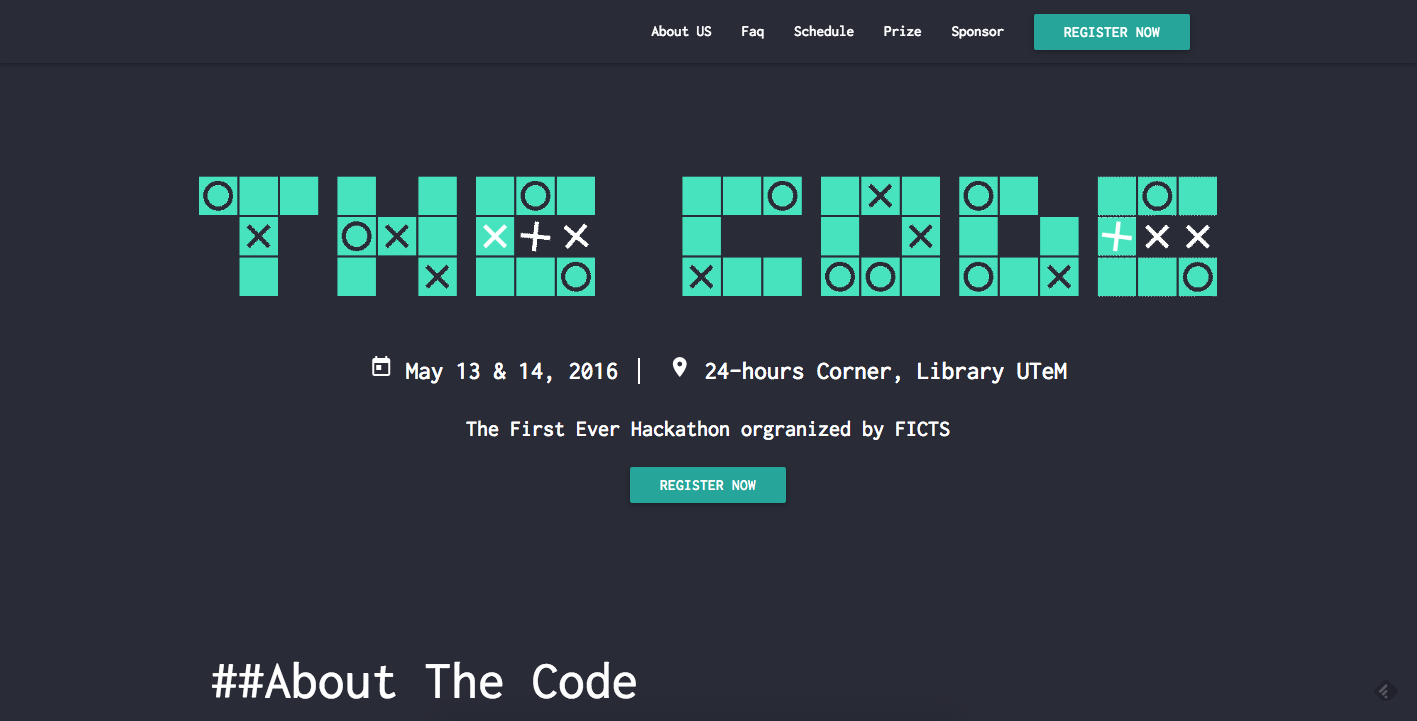 About US Faq Schedule Prize Sponsor REGISTER NOW
THE CODE
May 13 & 14, 2016 | 24-hours Corner, Library UTeM
The First Ever Hackathon orgranized by FICTS
REGISTER NOW
##About The Code